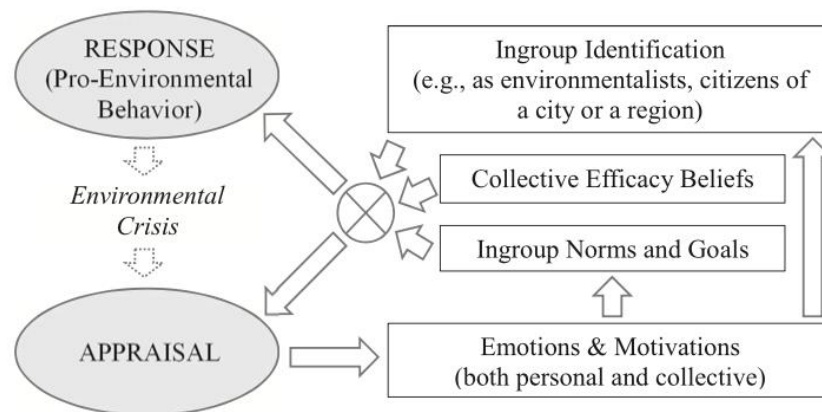 RESPONSE
(Pro-Environmental
Behavior)
Environmental
Crisis
APPRAISAL
Ingroup Identification
(e.g., as environmentalists, citizens of
a city or a region)
Collective Efficacy Beliefs
Ingroup Norms and Goals
Emotions & Motivations
(both personal and collective)